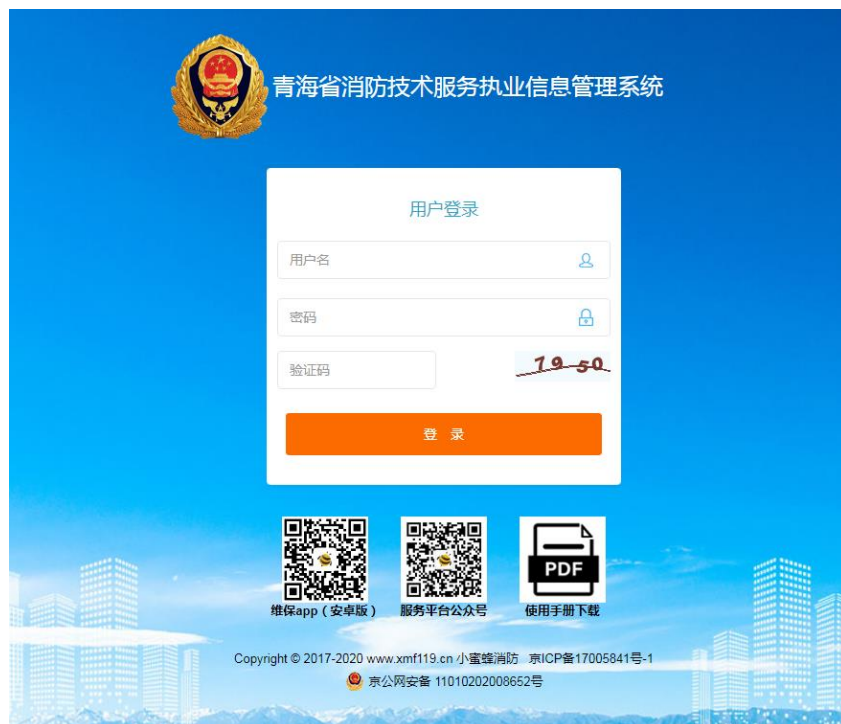 青海省消防技术服务执业信息管理系统
用户登录
用户名
密码
验证码
7950
登 录
PDF
维保app（安卓版） 服务平台公众号 使用手册下载
Copyright © 2017-2020 www.xmf119.cn 小蜜蜂消防 京ICP备17005841号-1
京公网安备 11010202008652号